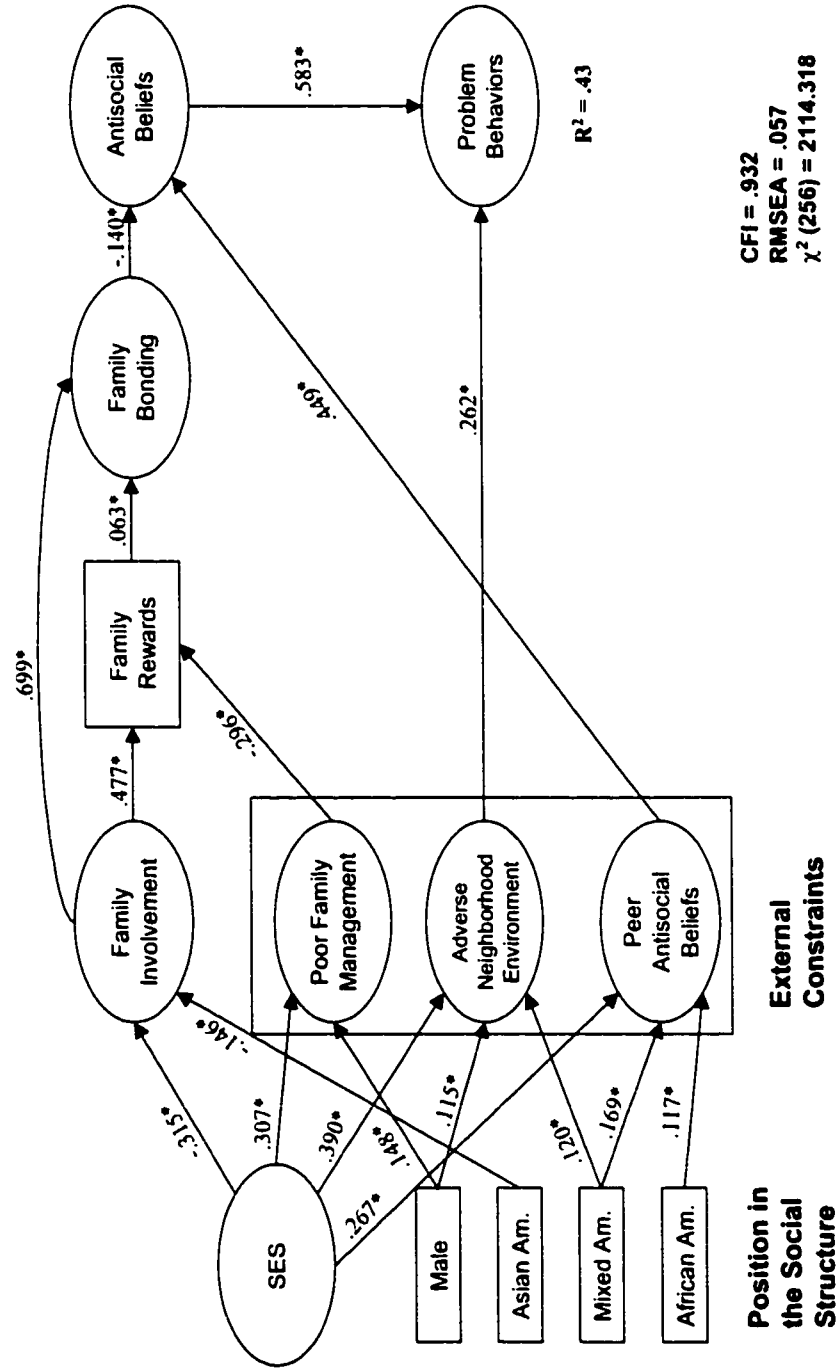 Antisocial
Beliefs
.583*
Problem
Behaviors
R² = .43
-.140*
Family
Bonding
.063*
Family
Rewards
.699*
.477*
-.296*
.449*
.262*
Family
Involvement
Poor Family
Management
Adverse
Neighborhood
Environment
Peer
Antisocial
Beliefs
External
Constraints
-.315*
.307*
.390*
.267*
-.146*
.148*
.115*
.120*
.169*
.117*
SES
Male
Asian Am.
Mixed Am.
African Am.
Position in
the Social
Structure
CFI = .932
RMSEA = .057
χ² (256) = 2114.318